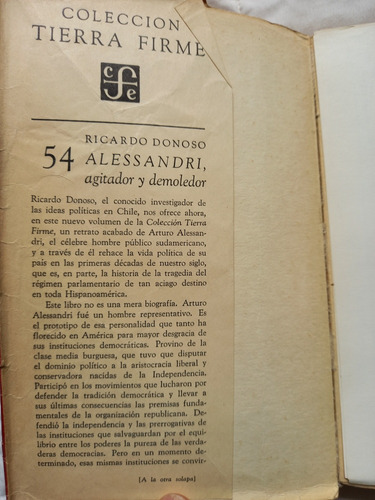 COLECCION
TIERRA FIRME
cfe
RICARDO DONOSO
54 ALESSANDRI,
agitador y demoledor
Ricardo Donoso, el conocido investigador de
las ideas políticas en Chile, nos ofrece ahora,
en este nuevo volumen de la Colección Tierra
Firme, un retrato acabado de Arturo Alessan-
dri, el célebre hombre público sudamericano,
y a través de él rehace la vida política de su
país en las primeras décadas de nuestro siglo,
que es, en parte, la historia de la tragedia del
régimen parlamentario de tan aciago destino
en toda Hispanoamérica.
Este libro no es una mera biografía. Arturo
Alessandri fué un hombre representativo. Es
el prototipo de esa personalidad que tanto ha
florecido en América para mayor desgracia de
sus instituciones democráticas. Provino de la
clase media burguesa, que tuvo que disputar
el dominio político a la aristocracia liberal y
conservadora nacidas de la Independencia.
Participó en los movimientos que lucharon por
defender la tradición democrática y llevar a
sus últimas consecuencias las premisas funda-
mentales de la organización republicana. De-
fendió la independencia y las prerrogativas de
las instituciones que salvaguardan por el equi-
librio entre los poderes la pureza de las verda-
deras democracias. Pero en un momento de-
terminado, esas mismas instituciones se convir-
[A la otra solapa]